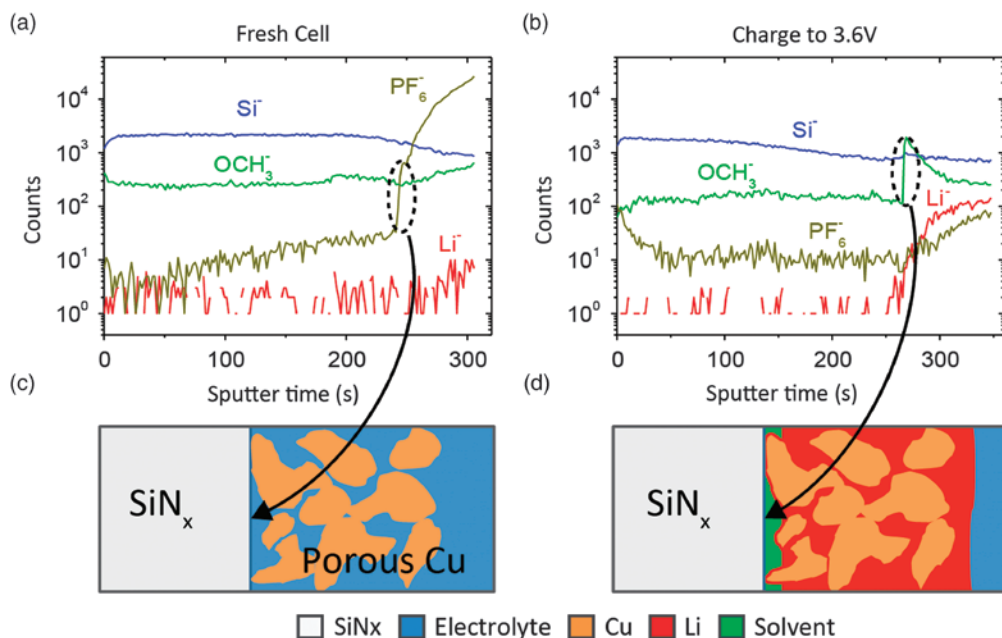 (a)
Fresh Cell
Counts
10⁴
10³
10²
10¹
10⁰
Si⁻
OCH₃⁻
PF₆⁻
Li⁻
0 100 200 300
Sputter time (s)
(b)
Charge to 3.6V
Counts
10⁴
10³
10²
10¹
10⁰
Si⁻
OCH₃⁻
Li⁻
PF₆⁻
0 100 200 300
Sputter time (s)
(c)
SiNₓ
Porous Cu
(d)
SiNₓ
SiNx Electrolyte Cu Li Solvent